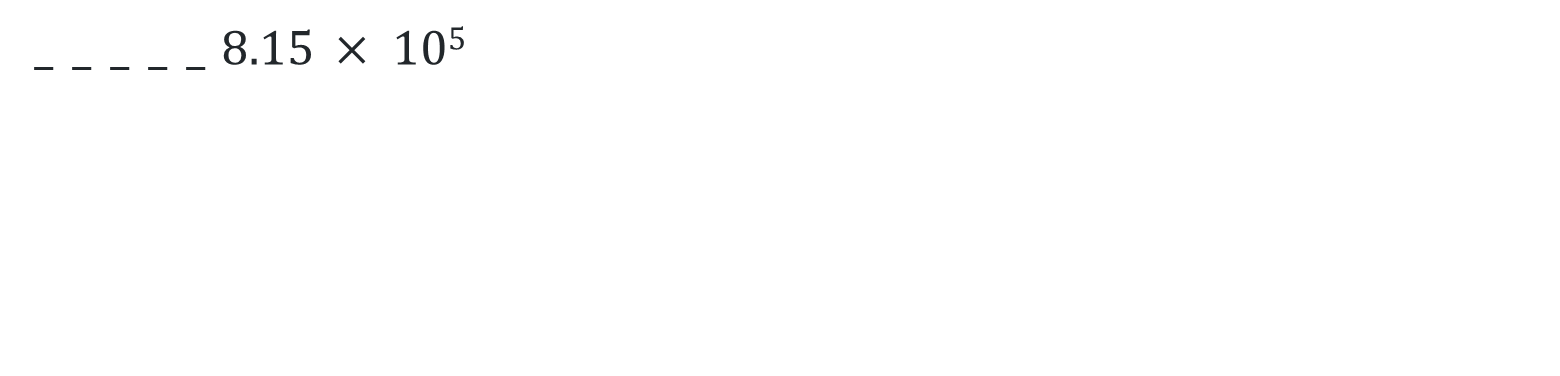 _ _ _ _ _ 8.15 × 10⁵